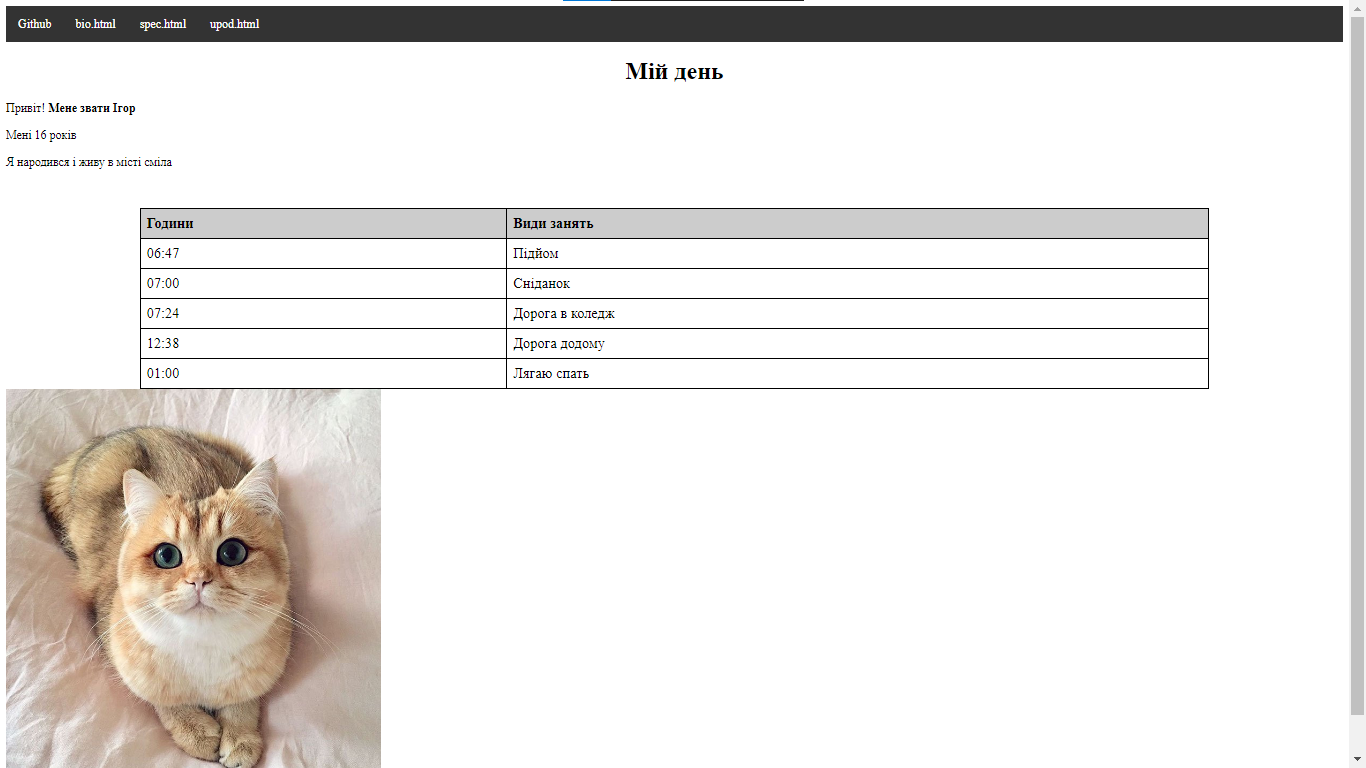 Github bio.html spec.html upod.html
Мій день
Привіт! Мене звати Ігор
Мені 16 років
Я народився і живу в місті сміла
Години Види занять
06:47 Підйом
07:00 Сніданок
07:24 Дорога в коледж
12:38 Дорога додому
01:00 Лягаю спать